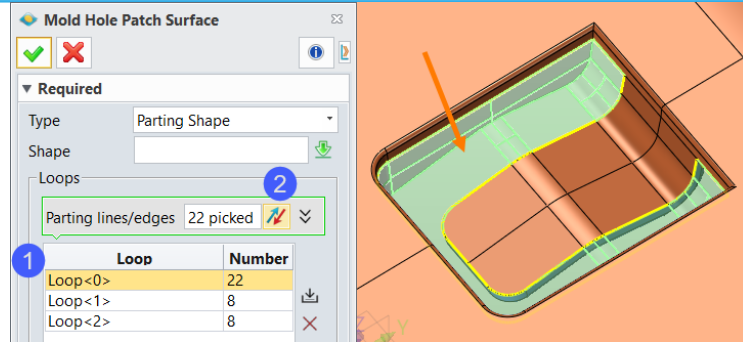 Mold Hole Patch Surface
Required
Type Parting Shape
Shape
Loops
2
Parting lines/edges 22 picked
1
Loop Number
Loop<0> 22
Loop<1> 8
Loop<2> 8
Y